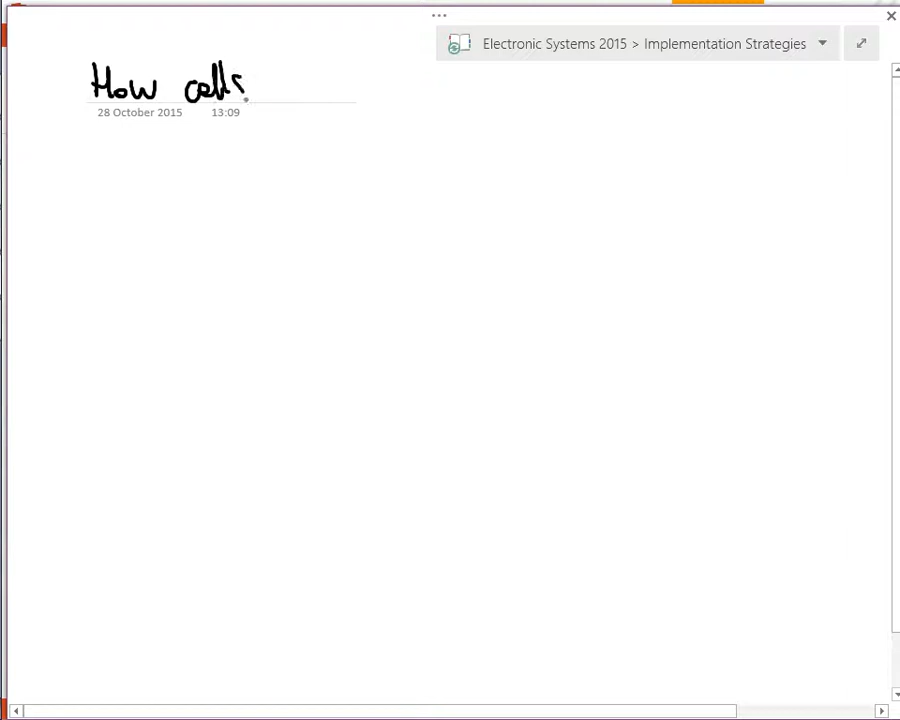 Electronic Systems 2015 > Implementation Strategies
How cells
28 October 2015 13:09